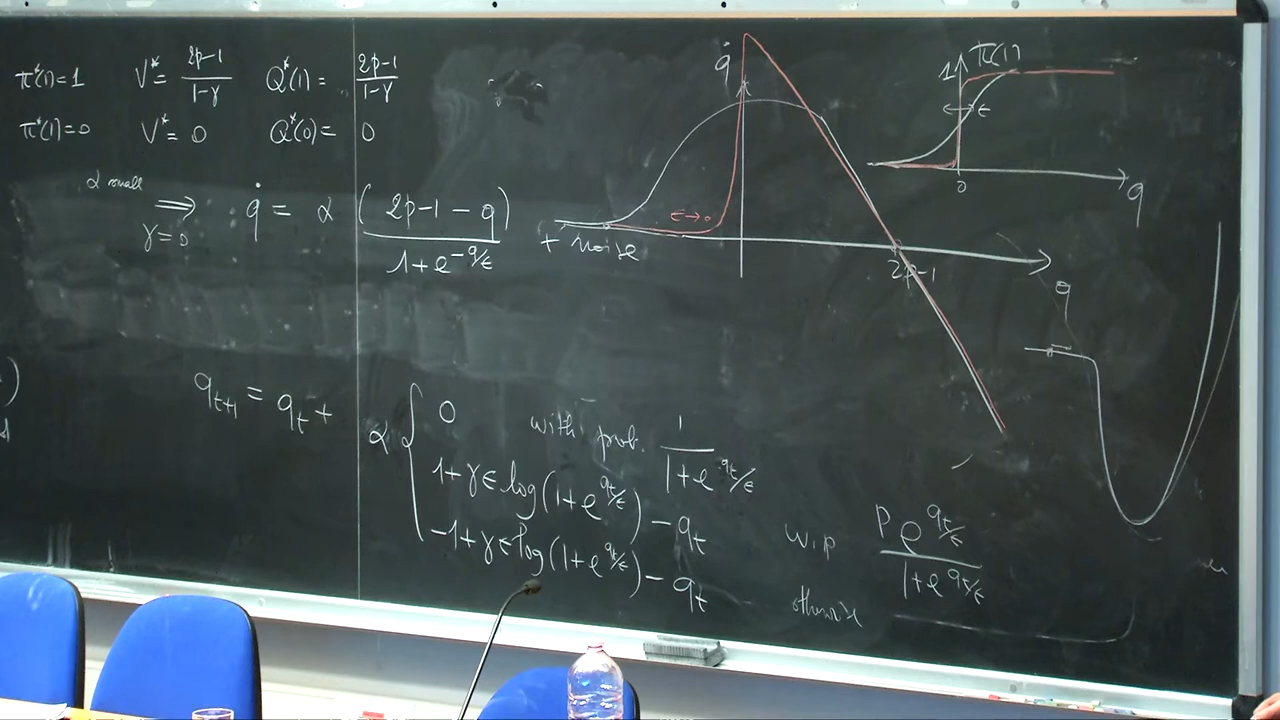 π*(1)=1 V*= (2p-1)/(1-γ) Q*(1)= (2p-1)/(1-γ)
π*(1)=0 V*= 0 Q*(0)= 0
α small
⇒ q̇ = α (2p-1-q)/(1+e^{-q/ε}) + noise
γ=0
q̇
ε→0
2p-1
q
1 π(1)
ε
0
q
q_{t+1} = q_t + α { 0 with prob. 1/(1+e^{q_t/ε})
1+γε log(1+e^{q_t/ε}) - q_t w.p p e^{q_t/ε}/(1+e^{q_t/ε})
-1+γε log(1+e^{q_t/ε}) - q_t otherwise